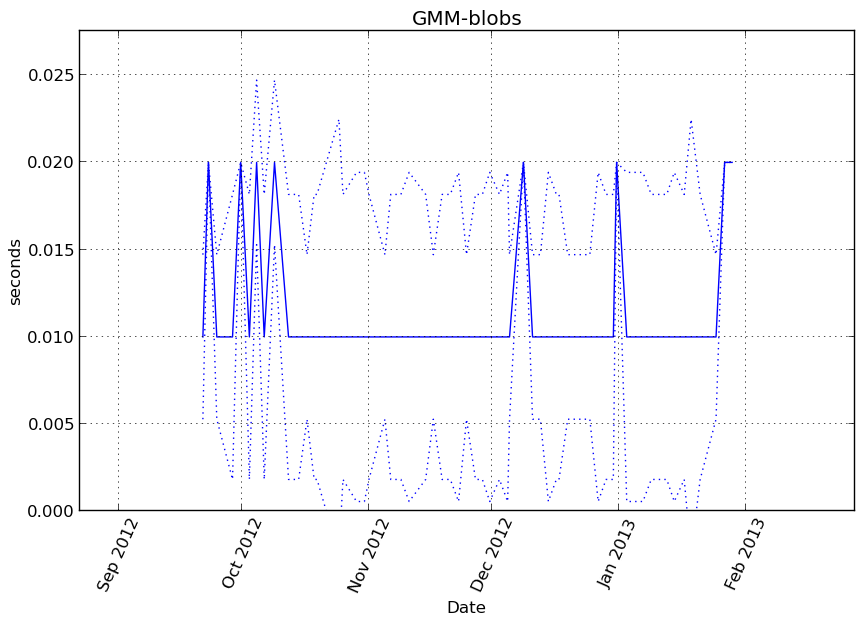 GMM-blobs
0.025
0.020
0.015
0.010
0.005
0.000
seconds
Sep 2012
Oct 2012
Nov 2012
Dec 2012
Jan 2013
Feb 2013
Date